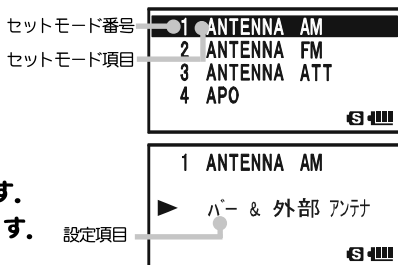 セットモード番号
セットモード項目
1 ANTENNA AM
2 ANTENNA FM
3 ANTENNA ATT
4 APO
S
1 ANTENNA AM
す.
▶ バー & 外部 アンテナ
す.
設定項目
S